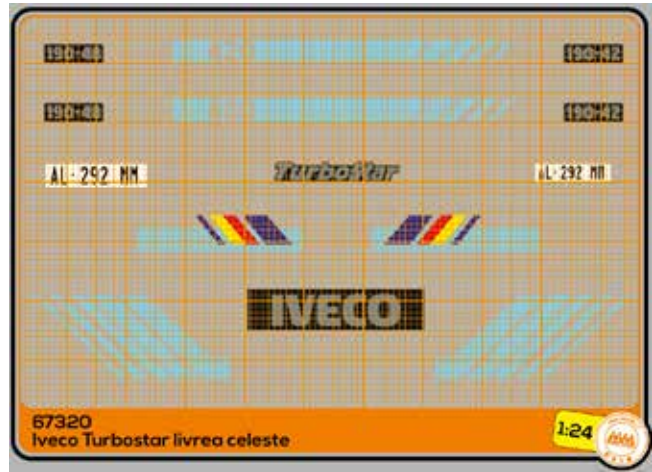 190-48 190-42
190-48 190-42
AL·292 MM TurboStar AL·292 MM
IVECO
67320
Iveco Turbostar livrea celeste
1:24